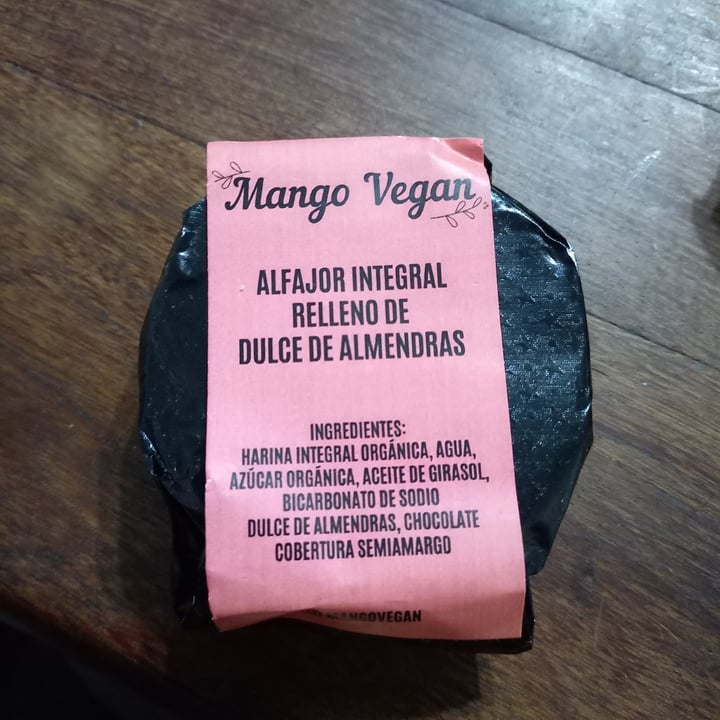 Mango Vegan
ALFAJOR INTEGRAL
RELLENO DE
DULCE DE ALMENDRAS
INGREDIENTES:
HARINA INTEGRAL ORGÁNICA, AGUA,
AZÚCAR ORGÁNICA, ACEITE DE GIRASOL,
BICARBONATO DE SODIO
DULCE DE ALMENDRAS, CHOCOLATE
COBERTURA SEMIAMARGO
MANGOVEGAN